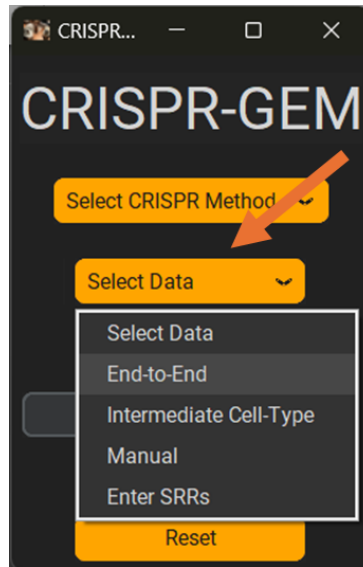 CRISPR...
CRISPR-GEM
Select CRISPR Method
Select Data
Select Data
End-to-End
Intermediate Cell-Type
Manual
Enter SRRs
Reset